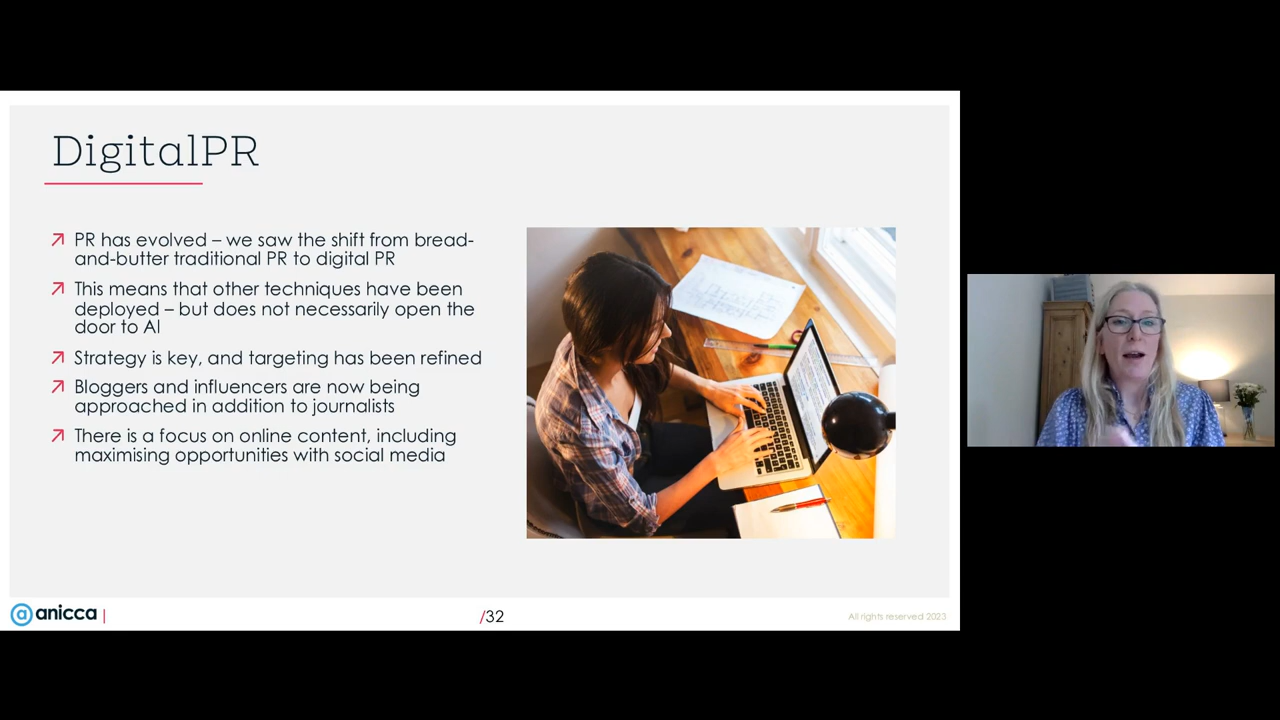 DigitalPR
PR has evolved – we saw the shift from bread-
and-butter traditional PR to digital PR
This means that other techniques have been
deployed – but does not necessarily open the
door to AI
Strategy is key, and targeting has been refined
Bloggers and influencers are now being
approached in addition to journalists
There is a focus on online content, including
maximising opportunities with social media
@ anicca |
/32
All rights reserved 2023